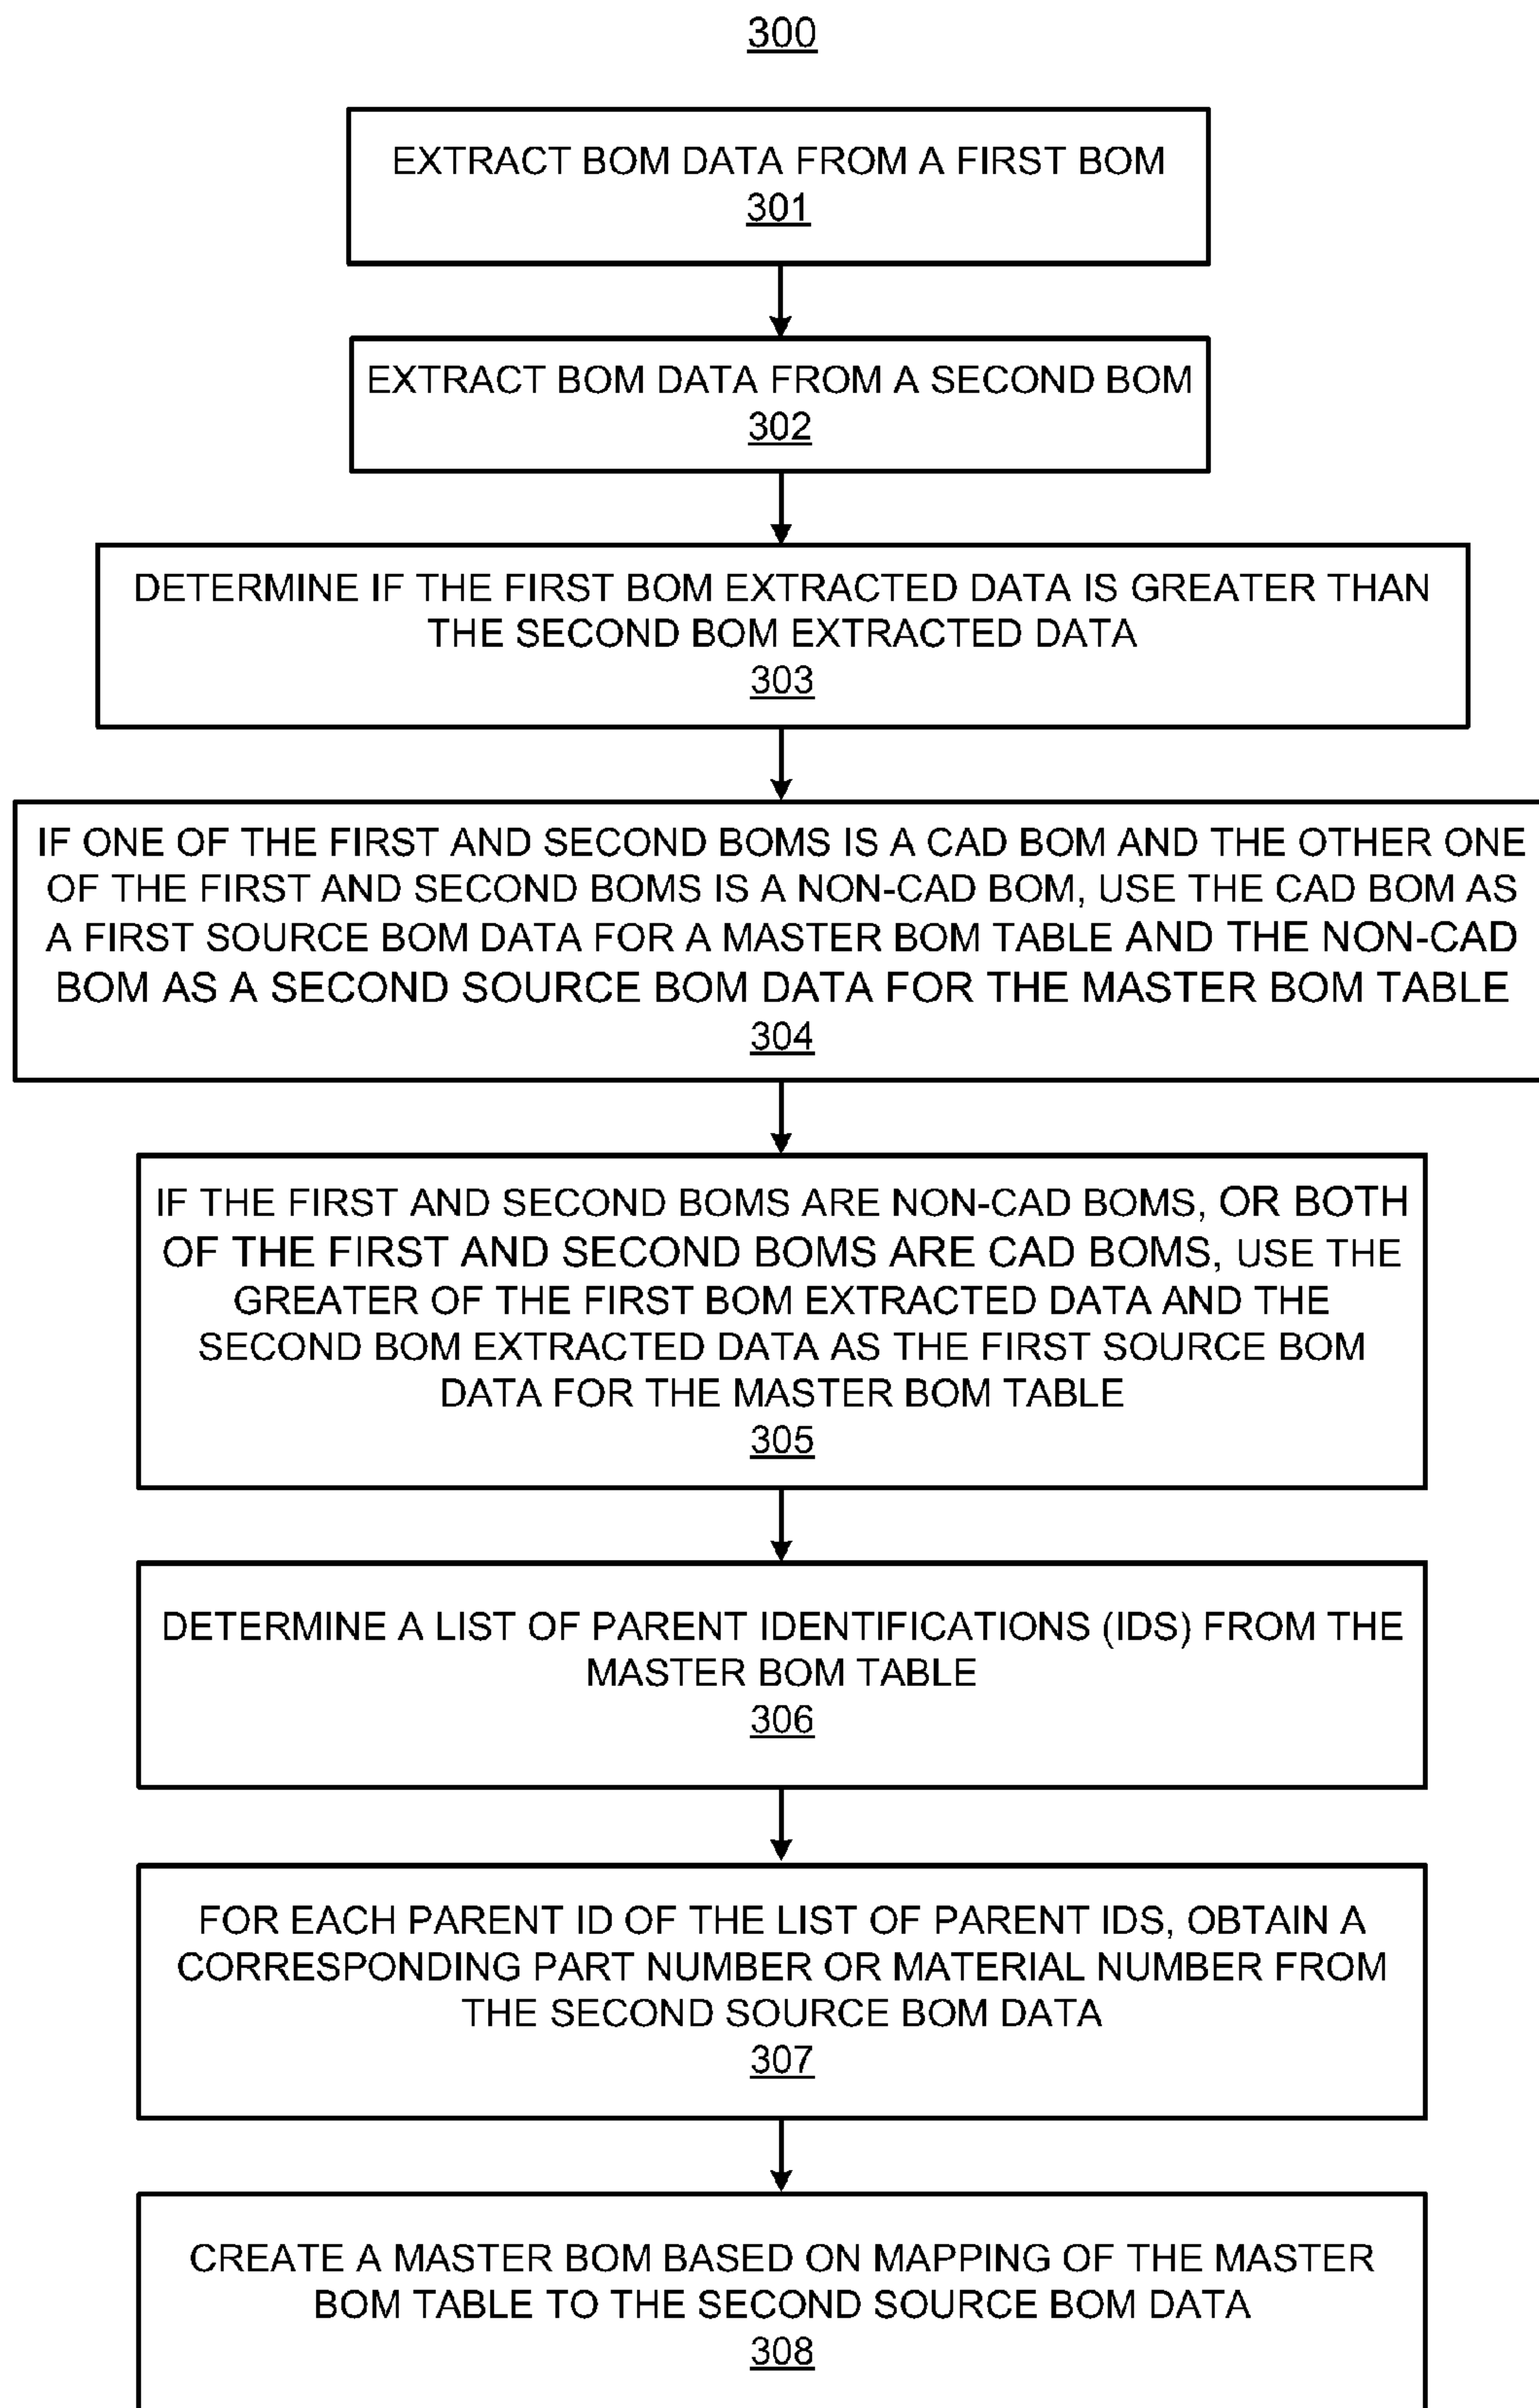 300
EXTRACT BOM DATA FROM A FIRST BOM
301
EXTRACT BOM DATA FROM A SECOND BOM
302
DETERMINE IF THE FIRST BOM EXTRACTED DATA IS GREATER THAN
THE SECOND BOM EXTRACTED DATA
303
IF ONE OF THE FIRST AND SECOND BOMS IS A CAD BOM AND THE OTHER ONE
OF THE FIRST AND SECOND BOMS IS A NON-CAD BOM, USE THE CAD BOM AS
A FIRST SOURCE BOM DATA FOR A MASTER BOM TABLE AND THE NON-CAD
BOM AS A SECOND SOURCE BOM DATA FOR THE MASTER BOM TABLE
304
IF THE FIRST AND SECOND BOMS ARE NON-CAD BOMS, OR BOTH
OF THE FIRST AND SECOND BOMS ARE CAD BOMS, USE THE
GREATER OF THE FIRST BOM EXTRACTED DATA AND THE
SECOND BOM EXTRACTED DATA AS THE FIRST SOURCE BOM
DATA FOR THE MASTER BOM TABLE
305
DETERMINE A LIST OF PARENT IDENTIFICATIONS (IDS) FROM THE
MASTER BOM TABLE
306
FOR EACH PARENT ID OF THE LIST OF PARENT IDS, OBTAIN A
CORRESPONDING PART NUMBER OR MATERIAL NUMBER FROM
THE SECOND SOURCE BOM DATA
307
CREATE A MASTER BOM BASED ON MAPPING OF THE MASTER
BOM TABLE TO THE SECOND SOURCE BOM DATA
308